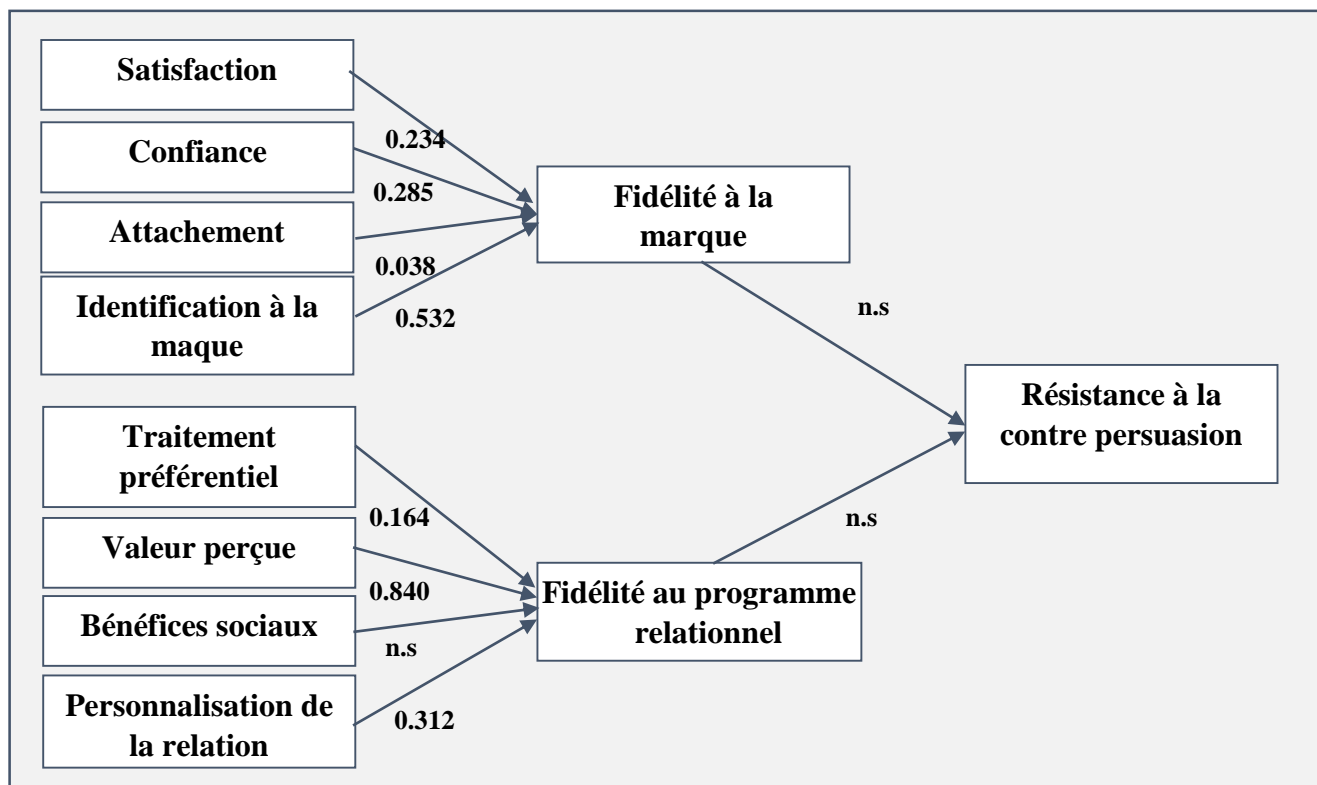 Satisfaction
Confiance
Attachement
Identification à la
maque
0.234
0.285
0.038
0.532
Fidélité à la
marque
n.s
Résistance à la
contre persuasion
Traitement
préférentiel
Valeur perçue
Bénéfices sociaux
Personnalisation de
la relation
0.164
0.840
n.s
0.312
Fidélité au programme
relationnel
n.s